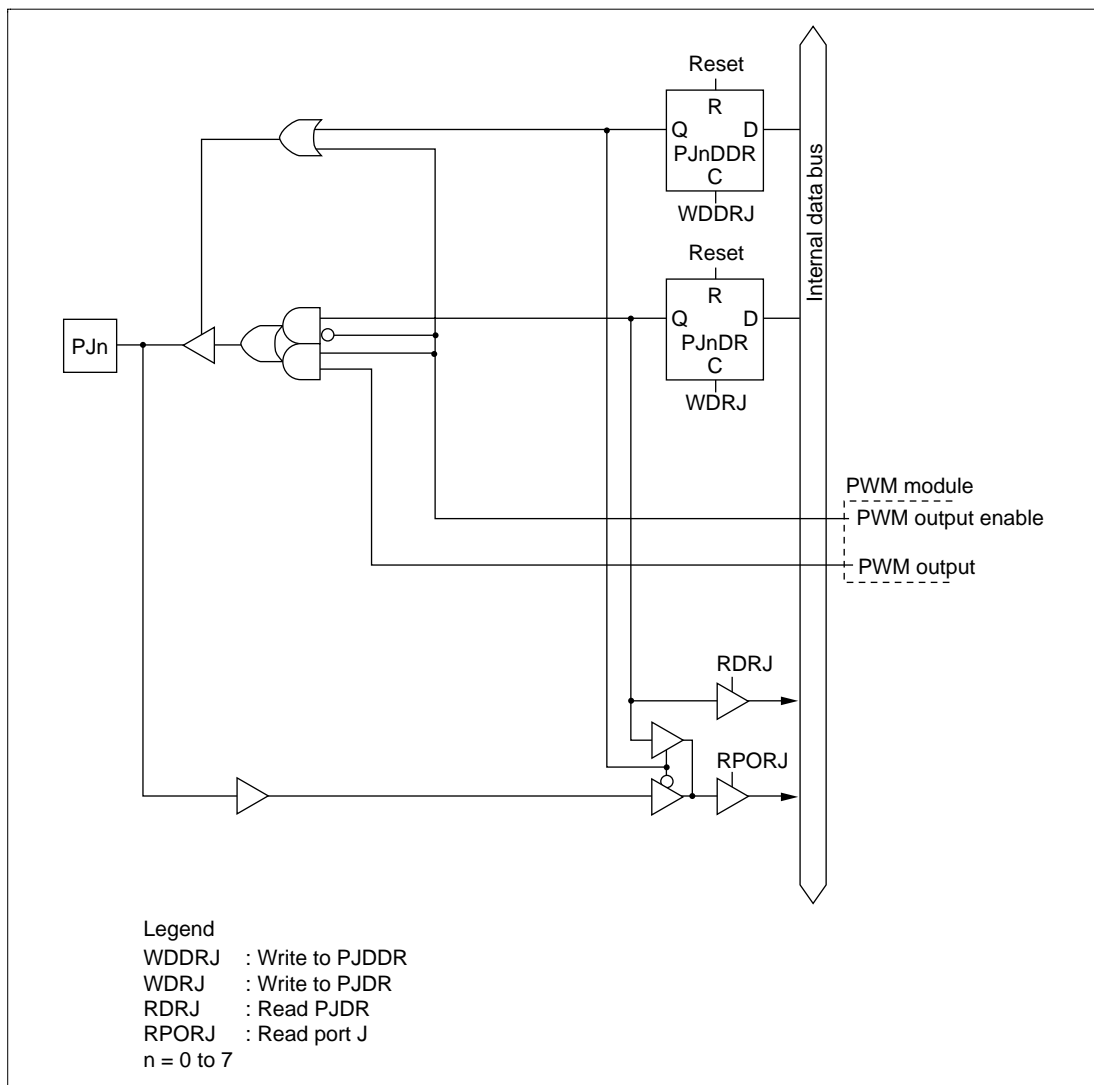 Reset
R
Q D
PJnDDR
C
WDDRJ
Internal data bus
Reset
R
Q D
PJnDR
C
WDRJ
PJn
PWM module
PWM output enable
PWM output
RDRJ
RPORJ
Legend
WDDRJ : Write to PJDDR
WDRJ : Write to PJDR
RDRJ : Read PJDR
RPORJ : Read port J
n = 0 to 7